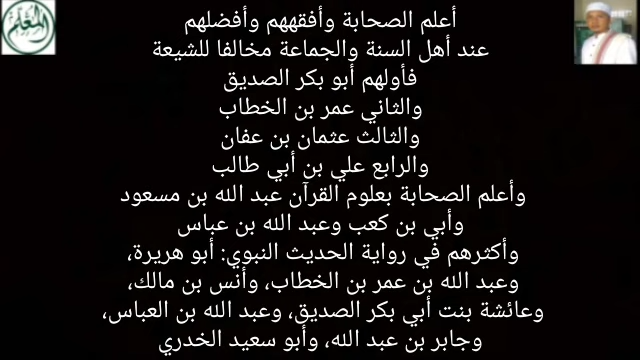 أعلم الصحابة وأفقههم وأفضلهم
عند أهل السنة والجماعة مخالفا للشيعة
فأولهم أبو بكر الصديق
والثاني عمر بن الخطاب
والثالث عثمان بن عفان
والرابع علي بن أبي طالب
وأعلم الصحابة بعلوم القرآن عبد الله بن مسعود
وأبي بن كعب وعبد الله بن عباس
وأكثرهم في رواية الحديث النبوي: أبو هريرة،
وعبد الله بن عمر بن الخطاب، وأنس بن مالك،
وعائشة بنت أبي بكر الصديق، وعبد الله بن العباس،
وجابر بن عبد الله، وأبو سعيد الخدري